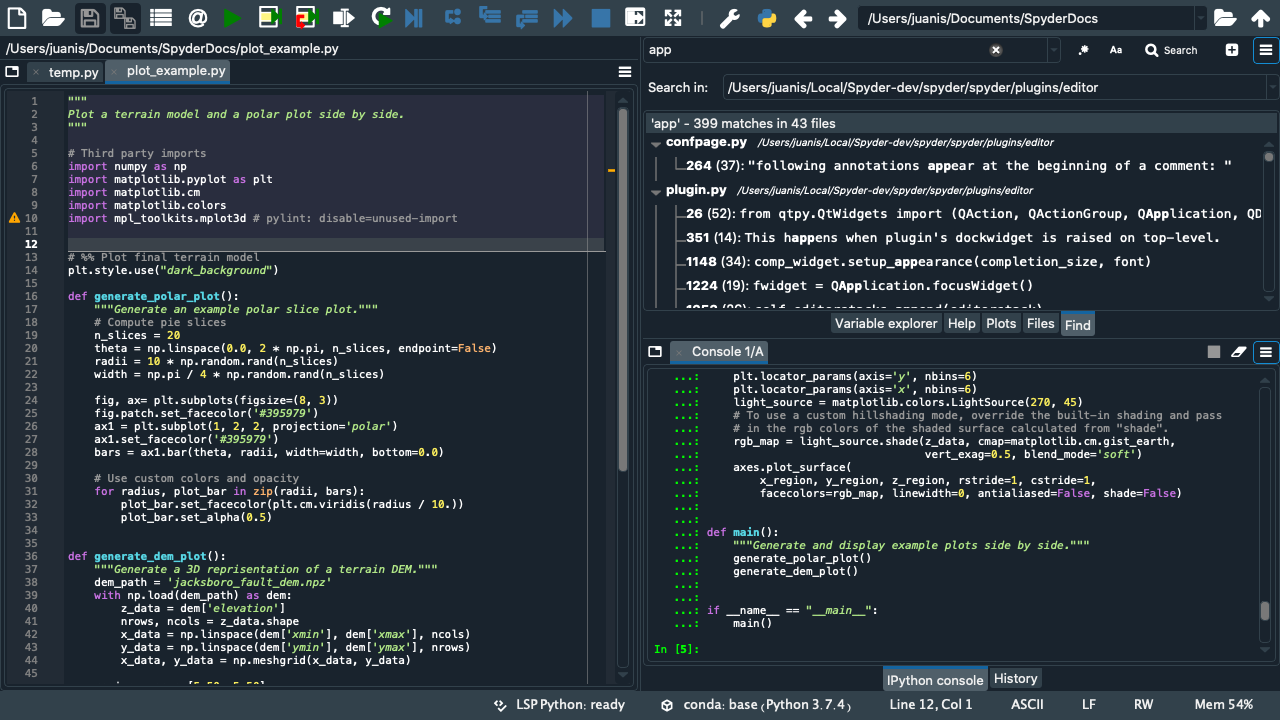 /Users/juanis/Documents/SpyderDocs
/Users/juanis/Documents/SpyderDocs/plot_example.py
temp.py
plot_example.py
1 """
2 Plot a terrain model and a polar plot side by side.
3 """
4
5 # Third party imports
6 import numpy as np
7 import matplotlib.pyplot as plt
8 import matplotlib.cm
9 import matplotlib.colors
10 import mpl_toolkits.mplot3d # pylint: disable=unused-import
11
12
13 # %% Plot final terrain model
14 plt.style.use("dark_background")
15
16 def generate_polar_plot():
17 """Generate an example polar slice plot."""
18 # Compute pie slices
19 n_slices = 20
20 theta = np.linspace(0.0, 2 * np.pi, n_slices, endpoint=False)
21 radii = 10 * np.random.rand(n_slices)
22 width = np.pi / 4 * np.random.rand(n_slices)
23
24 fig, ax= plt.subplots(figsize=(8, 3))
25 fig.patch.set_facecolor('#395979')
26 ax1 = plt.subplot(1, 2, 2, projection='polar')
27 ax1.set_facecolor('#395979')
28 bars = ax1.bar(theta, radii, width=width, bottom=0.0)
29
30 # Use custom colors and opacity
31 for radius, plot_bar in zip(radii, bars):
32 plot_bar.set_facecolor(plt.cm.viridis(radius / 10.))
33 plot_bar.set_alpha(0.5)
34
35
36 def generate_dem_plot():
37 """Generate a 3D reprisentation of a terrain DEM."""
38 dem_path = 'jacksboro_fault_dem.npz'
39 with np.load(dem_path) as dem:
40 z_data = dem['elevation']
41 nrows, ncols = z_data.shape
42 x_data = np.linspace(dem['xmin'], dem['xmax'], ncols)
43 y_data = np.linspace(dem['ymin'], dem['ymax'], nrows)
44 x_data, y_data = np.meshgrid(x_data, y_data)
45
app
.*
Aa
Search
Search in:
/Users/juanis/Local/Spyder-dev/spyder/spyder/plugins/editor
'app' - 399 matches in 43 files
confpage.py /Users/juanis/Local/Spyder-dev/spyder/spyder/plugins/editor
264 (37): "following annotations appear at the beginning of a comment: "
plugin.py /Users/juanis/Local/Spyder-dev/spyder/spyder/plugins/editor
26 (52): from qtpy.QtWidgets import (QAction, QActionGroup, QApplication, QD
351 (14): This happens when plugin's dockwidget is raised on top-level.
1148 (34): comp_widget.setup_appearance(completion_size, font)
1224 (19): fwidget = QApplication.focusWidget()
Variable explorer
Help
Plots
Files
Find
Console 1/A
...: plt.locator_params(axis='y', nbins=6)
...: plt.locator_params(axis='x', nbins=6)
...: light_source = matplotlib.colors.LightSource(270, 45)
...: # To use a custom hillshading mode, override the built-in shading and pass
...: # in the rgb colors of the shaded surface calculated from "shade".
...: rgb_map = light_source.shade(z_data, cmap=matplotlib.cm.gist_earth,
...: vert_exag=0.5, blend_mode='soft')
...: axes.plot_surface(
...: x_region, y_region, z_region, rstride=1, cstride=1,
...: facecolors=rgb_map, linewidth=0, antialiased=False, shade=False)
...:
...:
...: def main():
...: """Generate and display example plots side by side."""
...: generate_polar_plot()
...: generate_dem_plot()
...:
...:
...: if __name__ == "__main__":
...: main()
In [5]:
IPython console
History
LSP Python: ready
conda: base (Python 3.7.4)
Line 12, Col 1
ASCII
LF
RW
Mem 54%